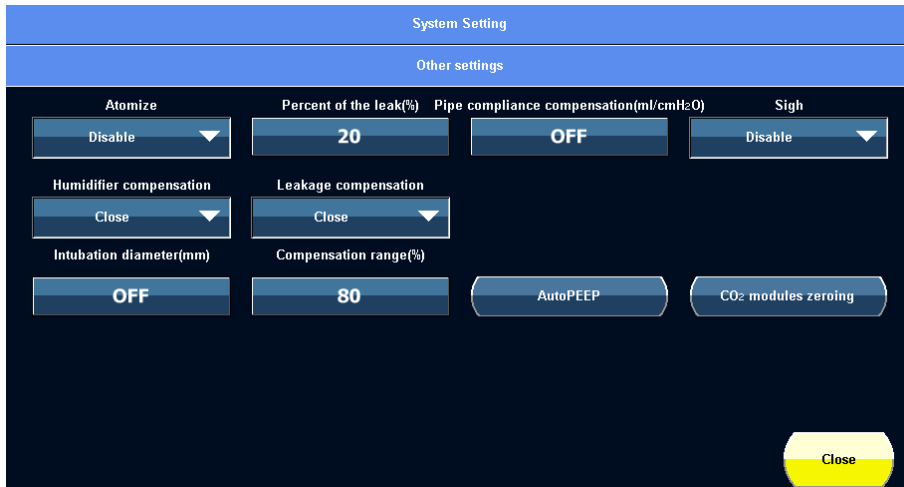 System Setting
Other settings
Atomize Percent of the leak(%) Pipe compliance compensation(ml/cmH₂O) Sigh
Disable 20 OFF Disable
Humidifier compensation Leakage compensation
Close Close
Intubation diameter(mm) Compensation range(%)
OFF 80 AutoPEEP CO₂ modules zeroing
Close